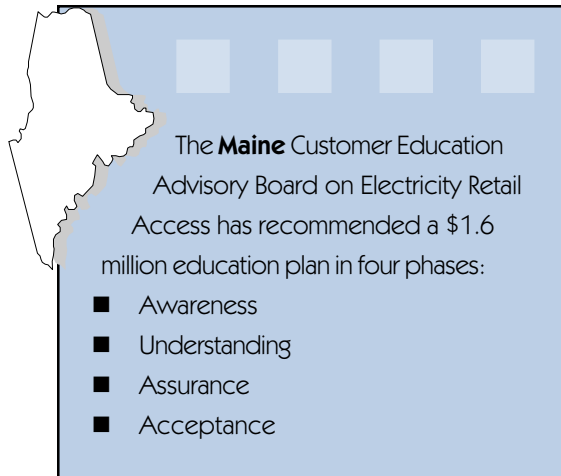 The Maine Customer Education
Advisory Board on Electricity Retail
Access has recommended a $1.6
million education plan in four phases:
■ Awareness
■ Understanding
■ Assurance
■ Acceptance